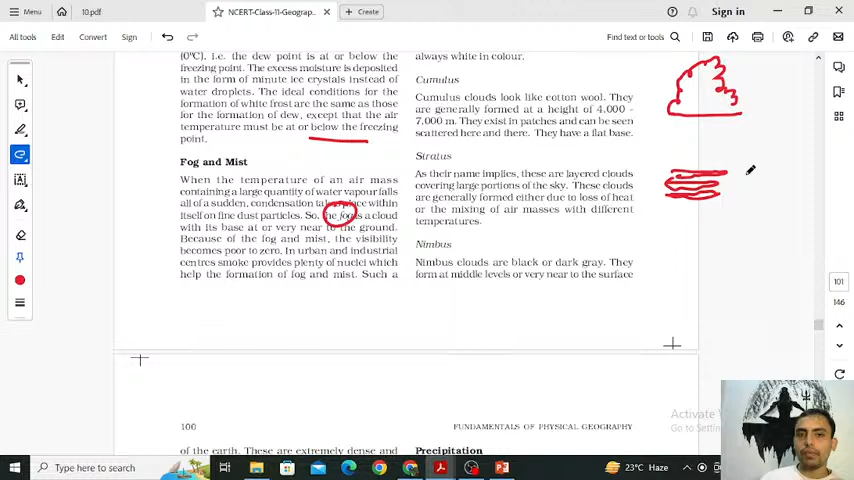 Menu
10.pdf
NCERT-Class-11-Geograp..
Create
Sign in
All tools
Edit
Convert
Sign
Find text or tools
(0°C), i.e. the dew point is at or below the
freezing point. The excess moisture is deposited
in the form of minute ice crystals instead of
water droplets. The ideal conditions for the
formation of white frost are the same as those
for the formation of dew, except that the air
temperature must be at or below the freezing
point.
Fog and Mist
When the temperature of an air mass
containing a large quantity of water vapour falls
all of a sudden, condensation takes place within
itself on fine dust particles. So, the fog is a cloud
with its base at or very near to the ground.
Because of the fog and mist, the visibility
becomes poor to zero. In urban and industrial
centres smoke provides plenty of nuclei which
help the formation of fog and mist. Such a
always white in colour.
Cumulus
Cumulus clouds look like cotton wool. They
are generally formed at a height of 4,000 -
7,000 m. They exist in patches and can be seen
scattered here and there. They have a flat base.
Stratus
As their name implies, these are layered clouds
covering large portions of the sky. These clouds
are generally formed either due to loss of heat
or the mixing of air masses with different
temperatures.
Nimbus
Nimbus clouds are black or dark gray. They
form at middle levels or very near to the surface
101
146
100
FUNDAMENTALS OF PHYSICAL GEOGRAPHY
of the earth. These are extremely dense and
Precipitation
Activate
Go to Setting
Type here to search
23°C Haze